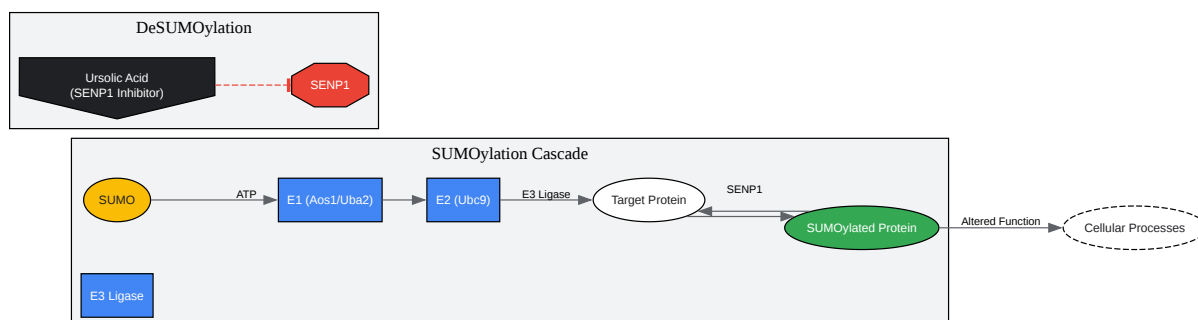 DeSUMOylation
Ursolic Acid
(SENP1 Inhibitor)
SENP1
SUMOylation Cascade
SUMO
ATP
E1 (Aos1/Uba2)
E2 (Ubc9)
E3 Ligase
Target Protein
SENP1
SUMOylated Protein
Altered Function
Cellular Processes
E3 Ligase